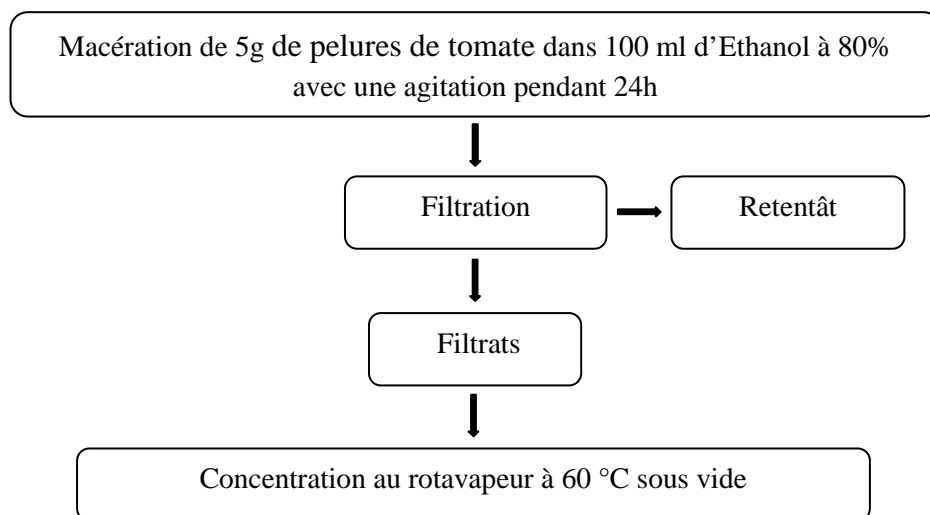 Macération de 5g de pelures de tomate dans 100 ml d’Ethanol à 80%
avec une agitation pendant 24h
Filtration
Retentât
Filtrats
Concentration au rotavapeur à 60 °C sous vide